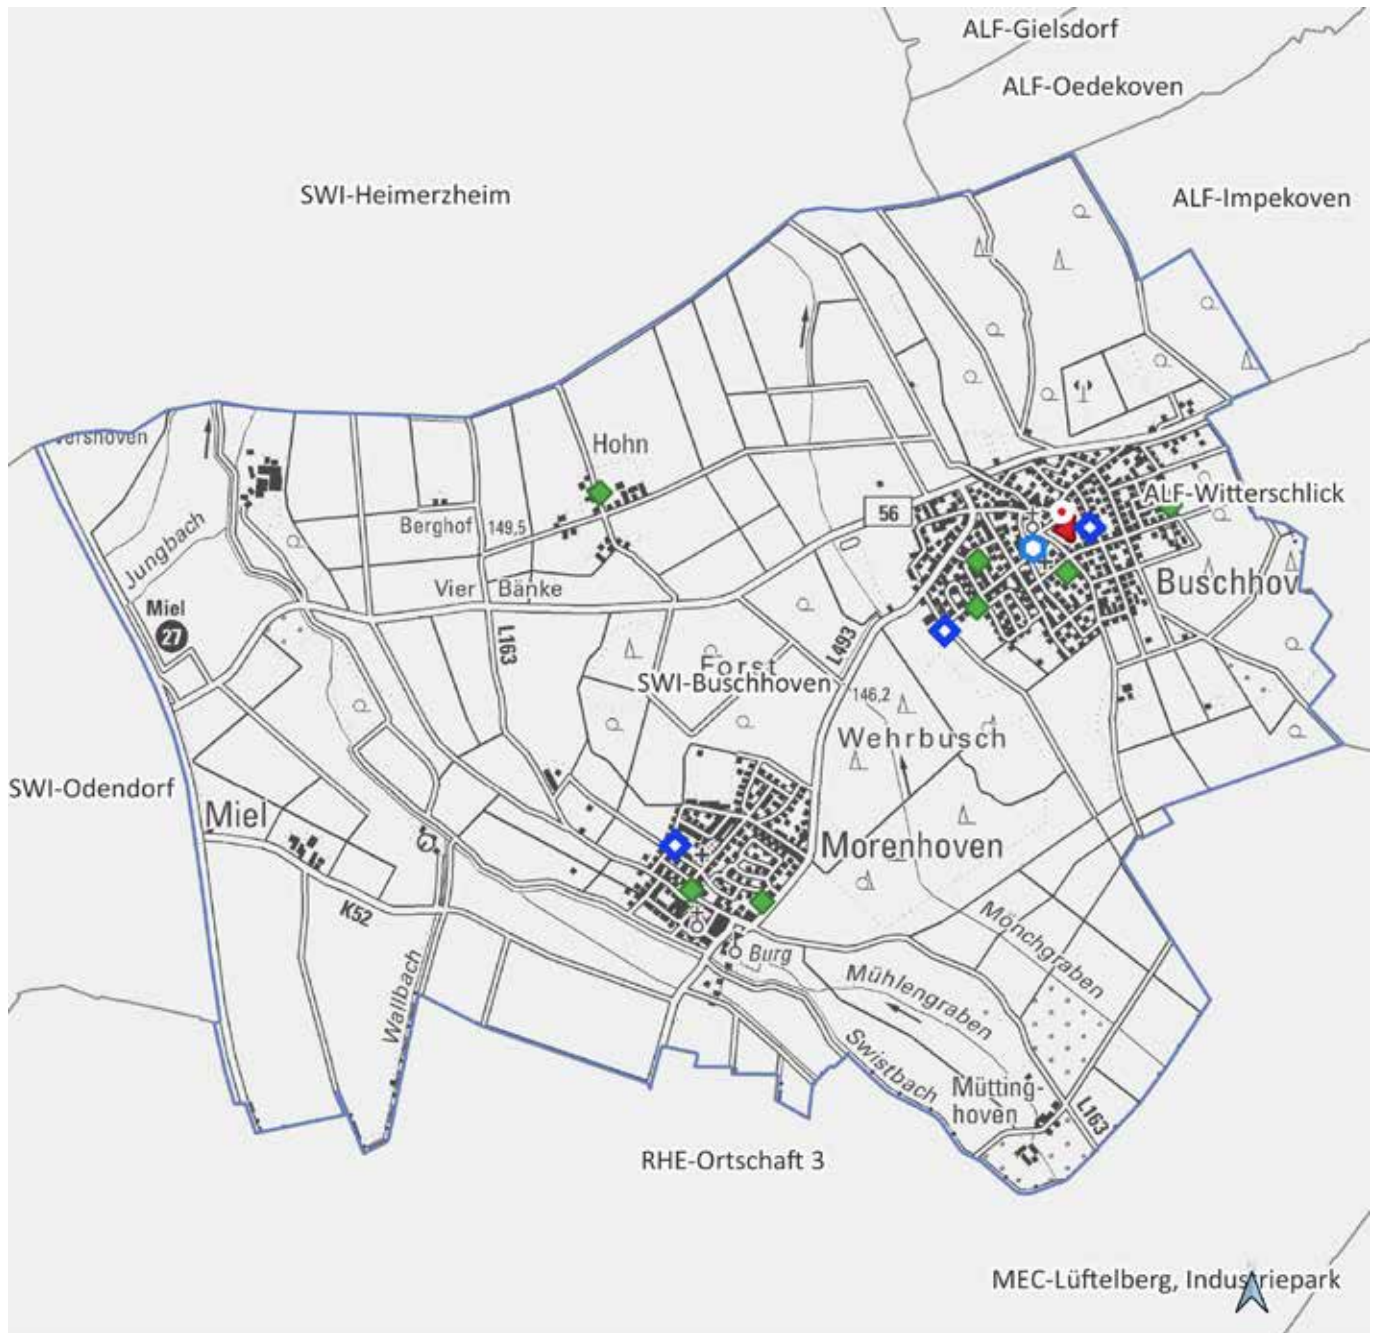 ALF-Gielsdorf
ALF-Oedekoven
SWI-Heimerzheim
ALF-Impekoven
Hohn
ershoven
ALF-Witterschlick
56
Berghof
149,5
Jungbach
Vier Bänke
Buschhov
Miel
27
L163
L493
Forst
SWI-Buschhoven
146,2
Wehrbusch
SWI-Odendorf
Miel
Morenhoven
K52
Mönchgraben
Burg
Wallbach
Mühlengraben
Swistbach
Mütting-
hoven
L163
RHE-Ortschaft 3
MEC-Lüftelberg, Industriepark